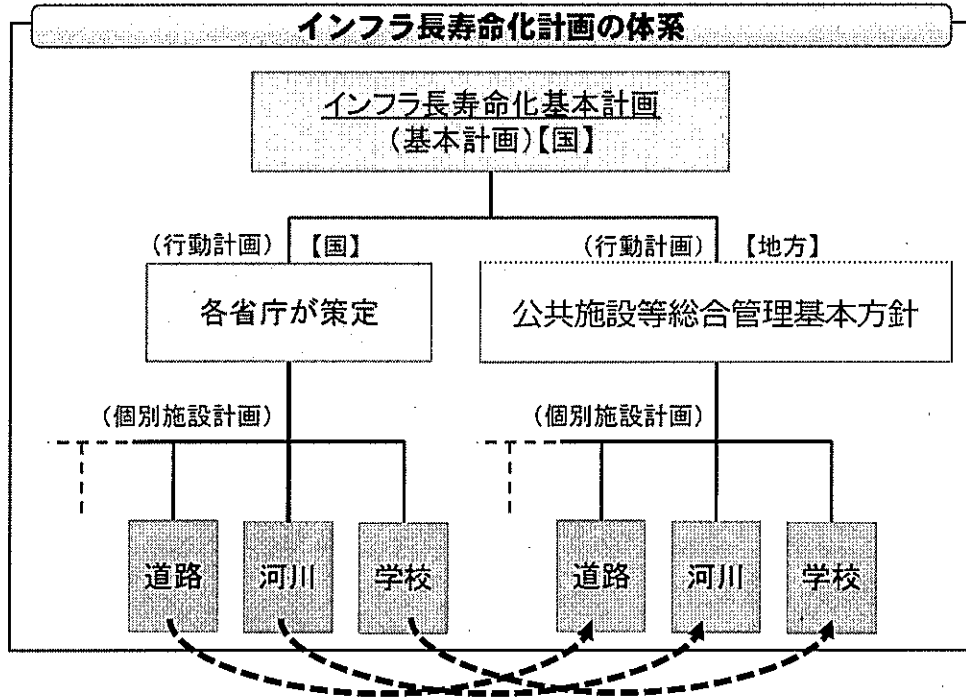 インフラ長寿命化計画の体系
インフラ長寿命化基本計画
(基本計画)【国】
(行動計画) 【国】
(行動計画) 【地方】
各省庁が策定
公共施設等総合管理基本方針
(個別施設計画)
(個別施設計画)
道路
河川
学校
道路
河川
学校